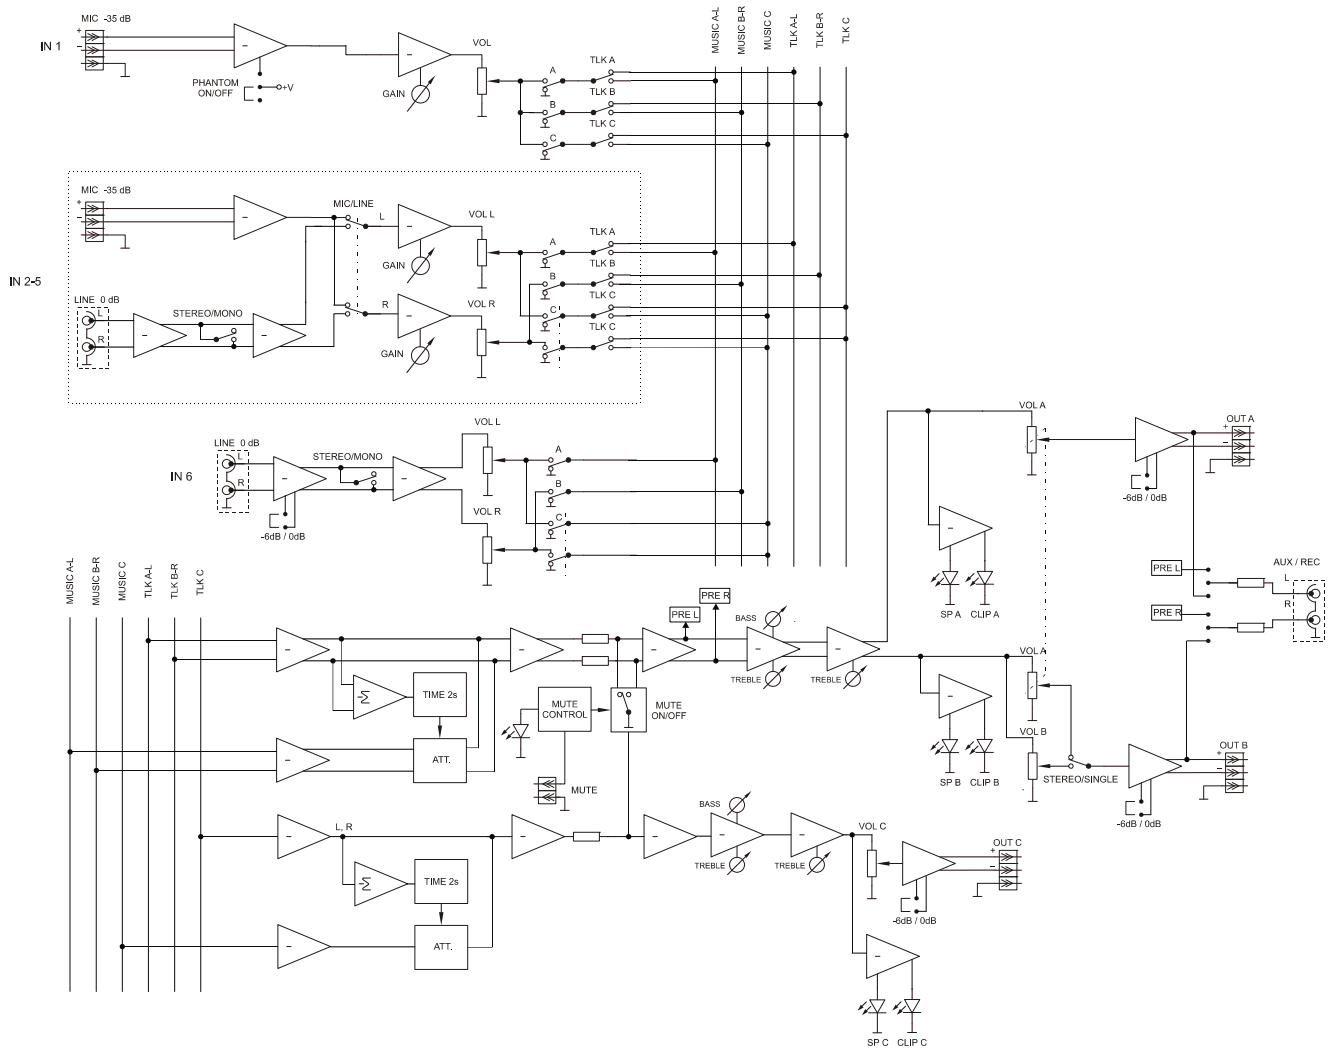 MIC -35 dB
IN 1
+
−
PHANTOM
ON/OFF
+V
GAIN
VOL
A
B
C
TLK A
TLK B
TLK C
MUSIC A-L
MUSIC B-R
MUSIC C
TLK A-L
TLK B-R
TLK C
MIC -35 dB
+
−
IN 2-5
LINE 0 dB
L
R
STEREO/MONO
MIC/LINE
L
R
GAIN
GAIN
VOL L
VOL R
A
B
C
TLK A
TLK B
TLK C
TLK C
IN 6
LINE 0 dB
L
R
STEREO/MONO
-6dB / 0dB
VOL L
VOL R
A
B
C
MUSIC A-L
MUSIC B-R
MUSIC C
TLK A-L
TLK B-R
TLK C
-Σ
TIME 2s
ATT.
MUTE
CONTROL
MUTE
ON/OFF
MUTE
PRE L
PRE R
BASS
TREBLE
TREBLE
VOL A
SP A
CLIP A
VOL A
SP B
CLIP B
VOL B
STEREO/SINGLE
-6dB / 0dB
+
−
OUT A
PRE L
PRE R
AUX / REC
L
R
-6dB / 0dB
+
−
OUT B
L, R
-Σ
TIME 2s
ATT.
BASS
TREBLE
TREBLE
VOL C
-6dB / 0dB
+
−
OUT C
SP C
CLIP C